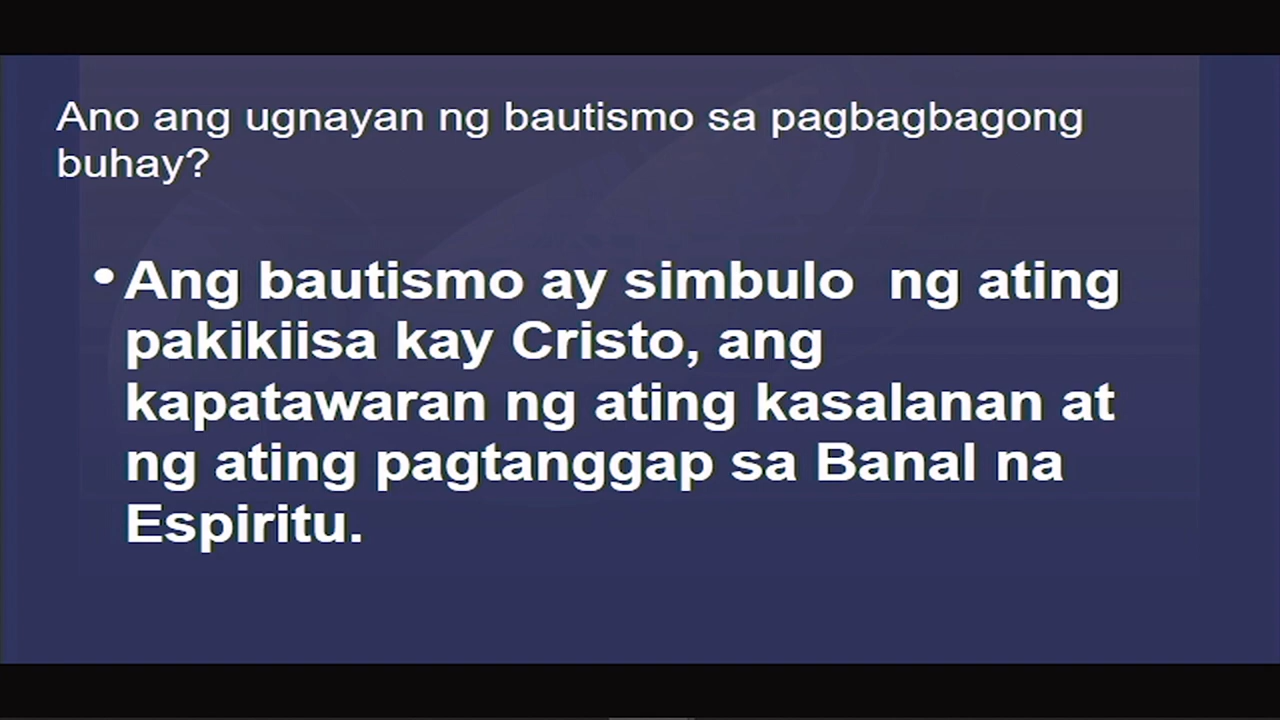 Ano ang ugnayan ng bautismo sa pagbagbagong
buhay?
• Ang bautismo ay simbulo  ng ating
pakikiisa kay Cristo, ang
kapatawaran ng ating kasalanan at
ng ating pagtanggap sa Banal na
Espiritu.